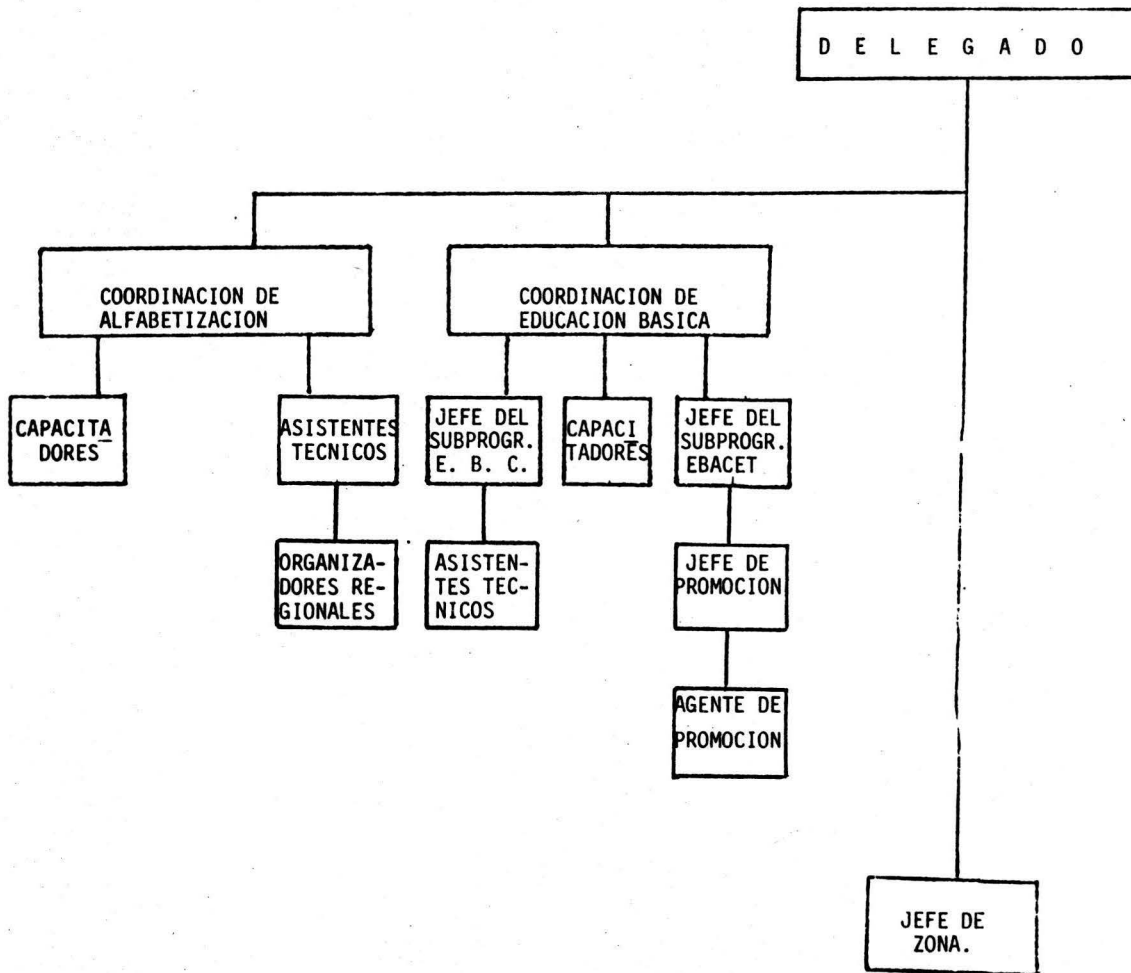 D E L E G A D O
COORDINACION DE
ALFABETIZACION
COORDINACION DE
EDUCACION BASICA
CAPACITA
DORES
ASISTENTES
TECNICOS
JEFE DEL
SUBPROGR.
E. B. C.
CAPACI
TADORES
JEFE DEL
SUBPROGR.
EBACET
ORGANIZA-
DORES RE-
GIONALES
ASISTEN-
TES TEC-
NICOS
JEFE DE
PROMOCION
AGENTE DE
PROMOCION
JEFE DE
ZONA.